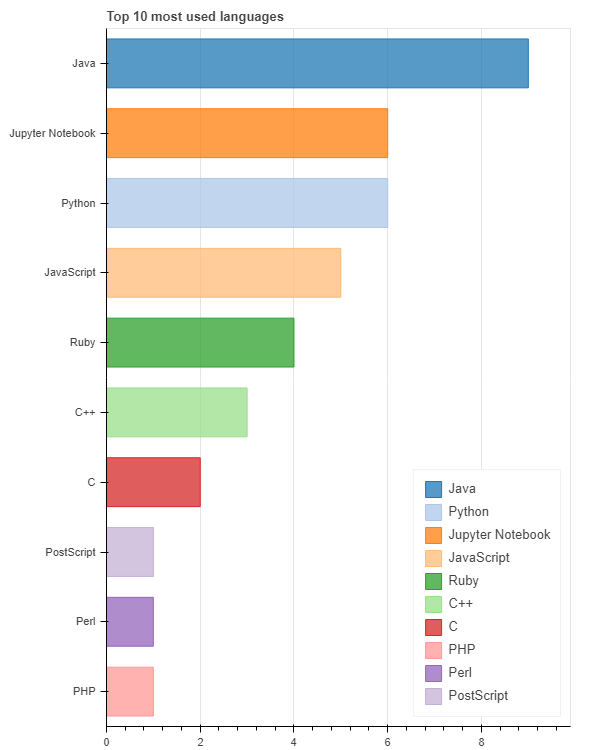 Top 10 most used languages
Java
Jupyter Notebook
Python
JavaScript
Ruby
C++
C
PostScript
Perl
PHP
0 2 4 6 8
Java
Python
Jupyter Notebook
JavaScript
Ruby
C++
C
PHP
Perl
PostScript